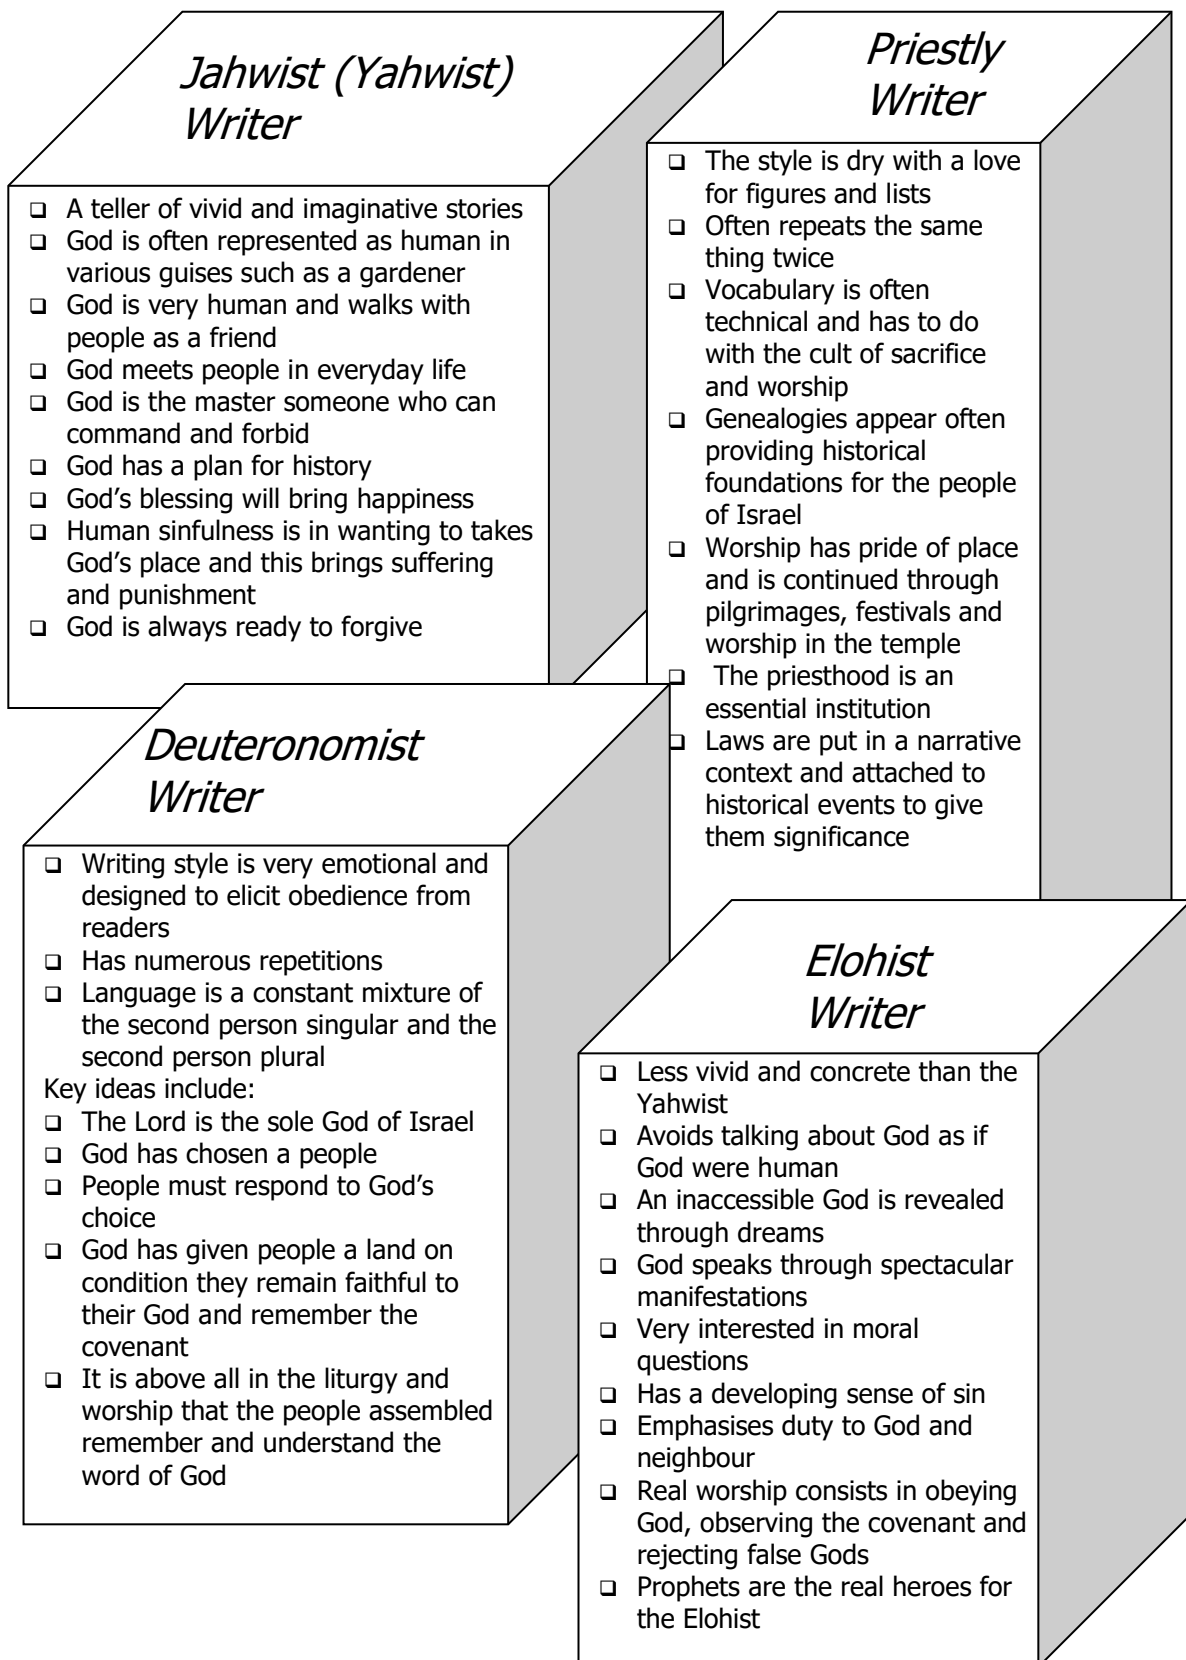 Jahwist (Yahwist)
Writer
❑ A teller of vivid and imaginative stories
❑ God is often represented as human in
various guises such as a gardener
❑ God is very human and walks with
people as a friend
❑ God meets people in everyday life
❑ God is the master someone who can
command and forbid
❑ God has a plan for history
❑ God's blessing will bring happiness
❑ Human sinfulness is in wanting to takes
God's place and this brings suffering
and punishment
❑ God is always ready to forgive
Priestly
Writer
❑ The style is dry with a love
for figures and lists
❑ Often repeats the same
thing twice
❑ Vocabulary is often
technical and has to do
with the cult of sacrifice
and worship
❑ Genealogies appear often
providing historical
foundations for the people
of Israel
❑ Worship has pride of place
and is continued through
pilgrimages, festivals and
worship in the temple
❑ The priesthood is an
essential institution
❑ Laws are put in a narrative
context and attached to
historical events to give
them significance
Deuteronomist
Writer
❑ Writing style is very emotional and
designed to elicit obedience from
readers
❑ Has numerous repetitions
❑ Language is a constant mixture of
the second person singular and the
second person plural
Key ideas include:
❑ The Lord is the sole God of Israel
❑ God has chosen a people
❑ People must respond to God's
choice
❑ God has given people a land on
condition they remain faithful to
their God and remember the
covenant
❑ It is above all in the liturgy and
worship that the people assembled
remember and understand the
word of God
Elohist
Writer
❑ Less vivid and concrete than the
Yahwist
❑ Avoids talking about God as if
God were human
❑ An inaccessible God is revealed
through dreams
❑ God speaks through spectacular
manifestations
❑ Very interested in moral
questions
❑ Has a developing sense of sin
❑ Emphasises duty to God and
neighbour
❑ Real worship consists in obeying
God, observing the covenant and
rejecting false Gods
❑ Prophets are the real heroes for
the Elohist